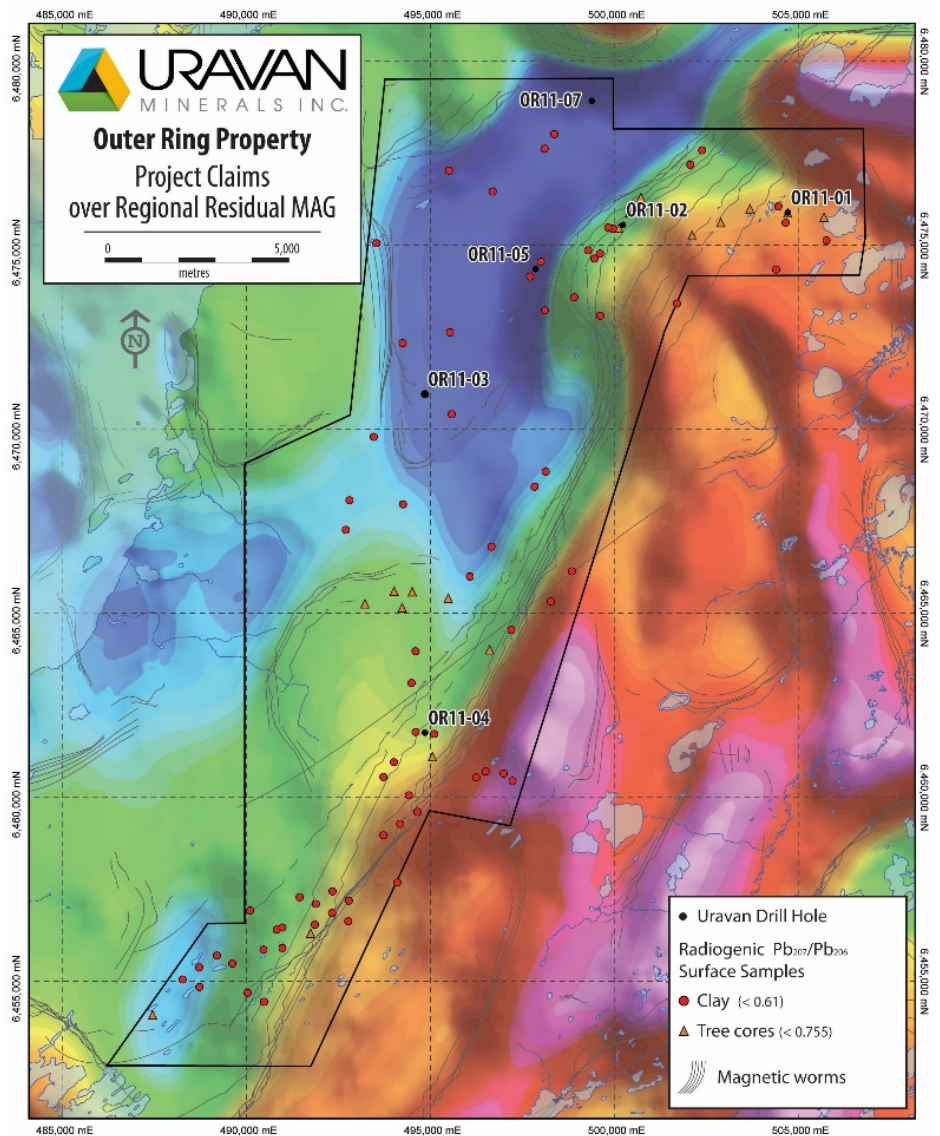 485,000 mE 490,000 mE 495,000 mE 500,000 mE 505,000 mE
URAVAN
MINERALS INC.
Outer Ring Property
Project Claims
over Regional Residual MAG
0 5,000
metres
N
6,480,000 mN 6,480,000 mN
OR11-07
OR11-01
OR11-02
6,475,000 mN 6,475,000 mN
OR11-05
OR11-03
6,470,000 mN 6,470,000 mN
6,465,000 mN 6,465,000 mN
OR11-04
6,460,000 mN 6,460,000 mN
6,455,000 mN 6,455,000 mN
Uravan Drill Hole
Radiogenic Pb207/Pb206
Surface Samples
Clay (< 0.61)
Tree cores (< 0.755)
Magnetic worms
485,000 mE 490,000 mE 495,000 mE 500,000 mE 505,000 mE